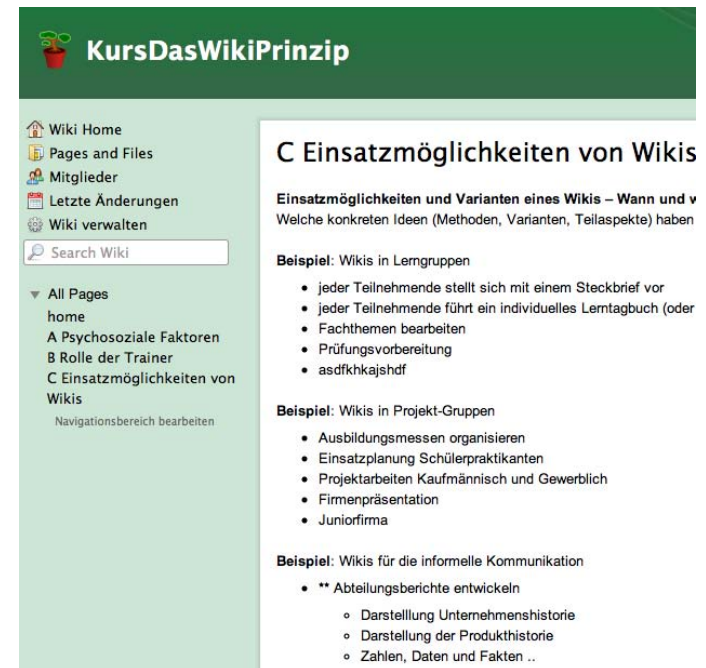 KursDasWikiPrinzip
Wiki Home
Pages and Files
Mitglieder
Letzte Änderungen
Wiki verwalten
Search Wiki
All Pages
home
A Psychosoziale Faktoren
B Rolle der Trainer
C Einsatzmöglichkeiten von
Wikis
Navigationsbereich bearbeiten
C Einsatzmöglichkeiten von Wikis
Einsatzmöglichkeiten und Varianten eines Wikis – Wann und w
Welche konkreten Ideen (Methoden, Varianten, Teilaspekte) haben
Beispiel: Wikis in Lerngruppen
• jeder Teilnehmende stellt sich mit einem Steckbrief vor
• jeder Teilnehmende führt ein individuelles Lerntagbuch (oder
• Fachthemen bearbeiten
• Prüfungsvorbereitung
• asdfkhkajshdf
Beispiel: Wikis in Projekt-Gruppen
• Ausbildungsmessen organisieren
• Einsatzplanung Schülerpraktikanten
• Projektarbeiten Kaufmännisch und Gewerblich
• Firmenpräsentation
• Juniorfirma
Beispiel: Wikis für die informelle Kommunikation
• ** Abteilungsberichte entwickeln
◦ Darstelllung Unternehmenshistorie
◦ Darstellung der Produkthistorie
◦ Zahlen, Daten und Fakten ..